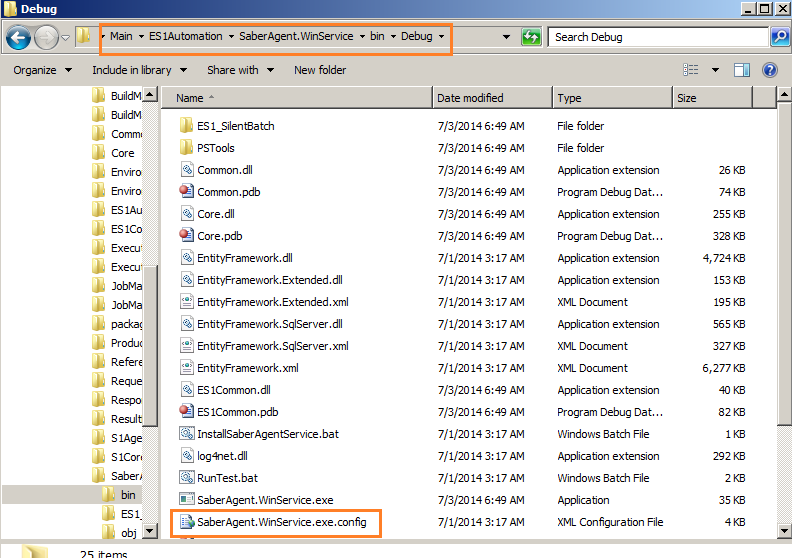 Debug
Main ES1Automation SaberAgent.WinService bin Debug
Search Debug
Organize Include in library Share with New folder
Name Date modified Type Size
BuildM
BuildM
Comm
Core
Enviro
Enviro
ES1Au
ES1Co
Execut
Execu
JobMa
JobMa
packag
Produc
Refere
Reque
Respo
Result
S1Age
S1Core
SaberA
bin
ES1_
obj
ES1_SilentBatch 7/3/2014 6:49 AM File folder
PSTools 7/3/2014 6:49 AM File folder
Common.dll 7/3/2014 6:49 AM Application extension 26 KB
Common.pdb 7/3/2014 6:49 AM Program Debug Dat... 74 KB
Core.dll 7/3/2014 6:49 AM Application extension 255 KB
Core.pdb 7/3/2014 6:49 AM Program Debug Dat... 328 KB
EntityFramework.dll 7/1/2014 3:17 AM Application extension 4,724 KB
EntityFramework.Extended.dll 7/1/2014 3:17 AM Application extension 153 KB
EntityFramework.Extended.xml 7/1/2014 3:17 AM XML Document 195 KB
EntityFramework.SqlServer.dll 7/1/2014 3:17 AM Application extension 565 KB
EntityFramework.SqlServer.xml 7/1/2014 3:17 AM XML Document 327 KB
EntityFramework.xml 7/1/2014 3:17 AM XML Document 6,277 KB
ES1Common.dll 7/3/2014 6:49 AM Application extension 40 KB
ES1Common.pdb 7/3/2014 6:49 AM Program Debug Dat... 82 KB
InstallSaberAgentService.bat 7/1/2014 3:17 AM Windows Batch File 1 KB
log4net.dll 7/1/2014 3:17 AM Application extension 292 KB
RunTest.bat 7/1/2014 3:17 AM Windows Batch File 2 KB
SaberAgent.WinService.exe 7/3/2014 6:49 AM Application 35 KB
SaberAgent.WinService.exe.config 7/1/2014 3:17 AM XML Configuration File 4 KB
25 items